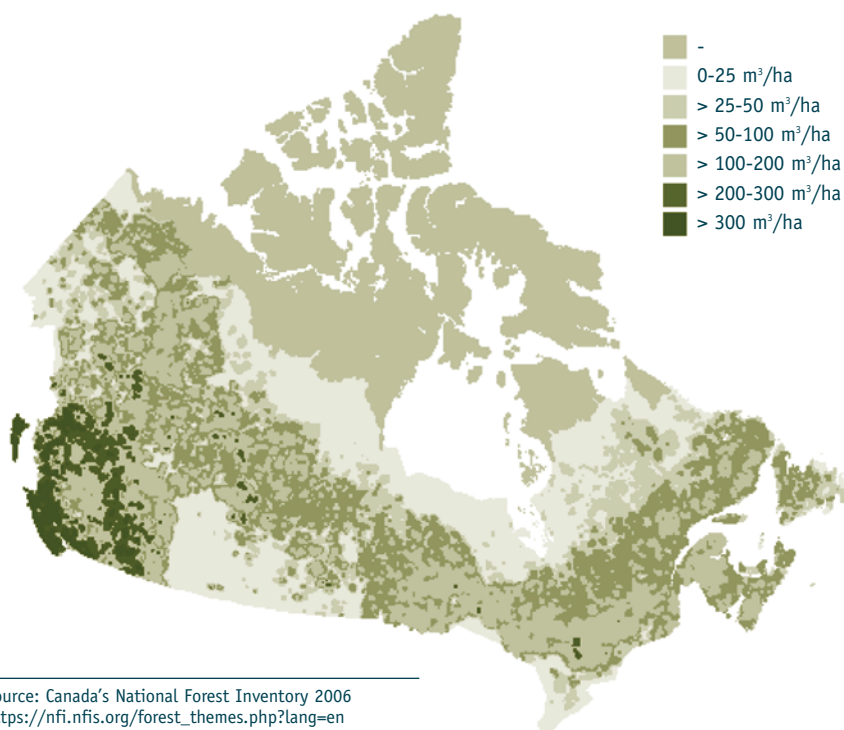 -
0-25 m³/ha
> 25-50 m³/ha
> 50-100 m³/ha
> 100-200 m³/ha
> 200-300 m³/ha
> 300 m³/ha
ource: Canada's National Forest Inventory 2006
ttps://nfi.nfis.org/forest_themes.php?lang=en